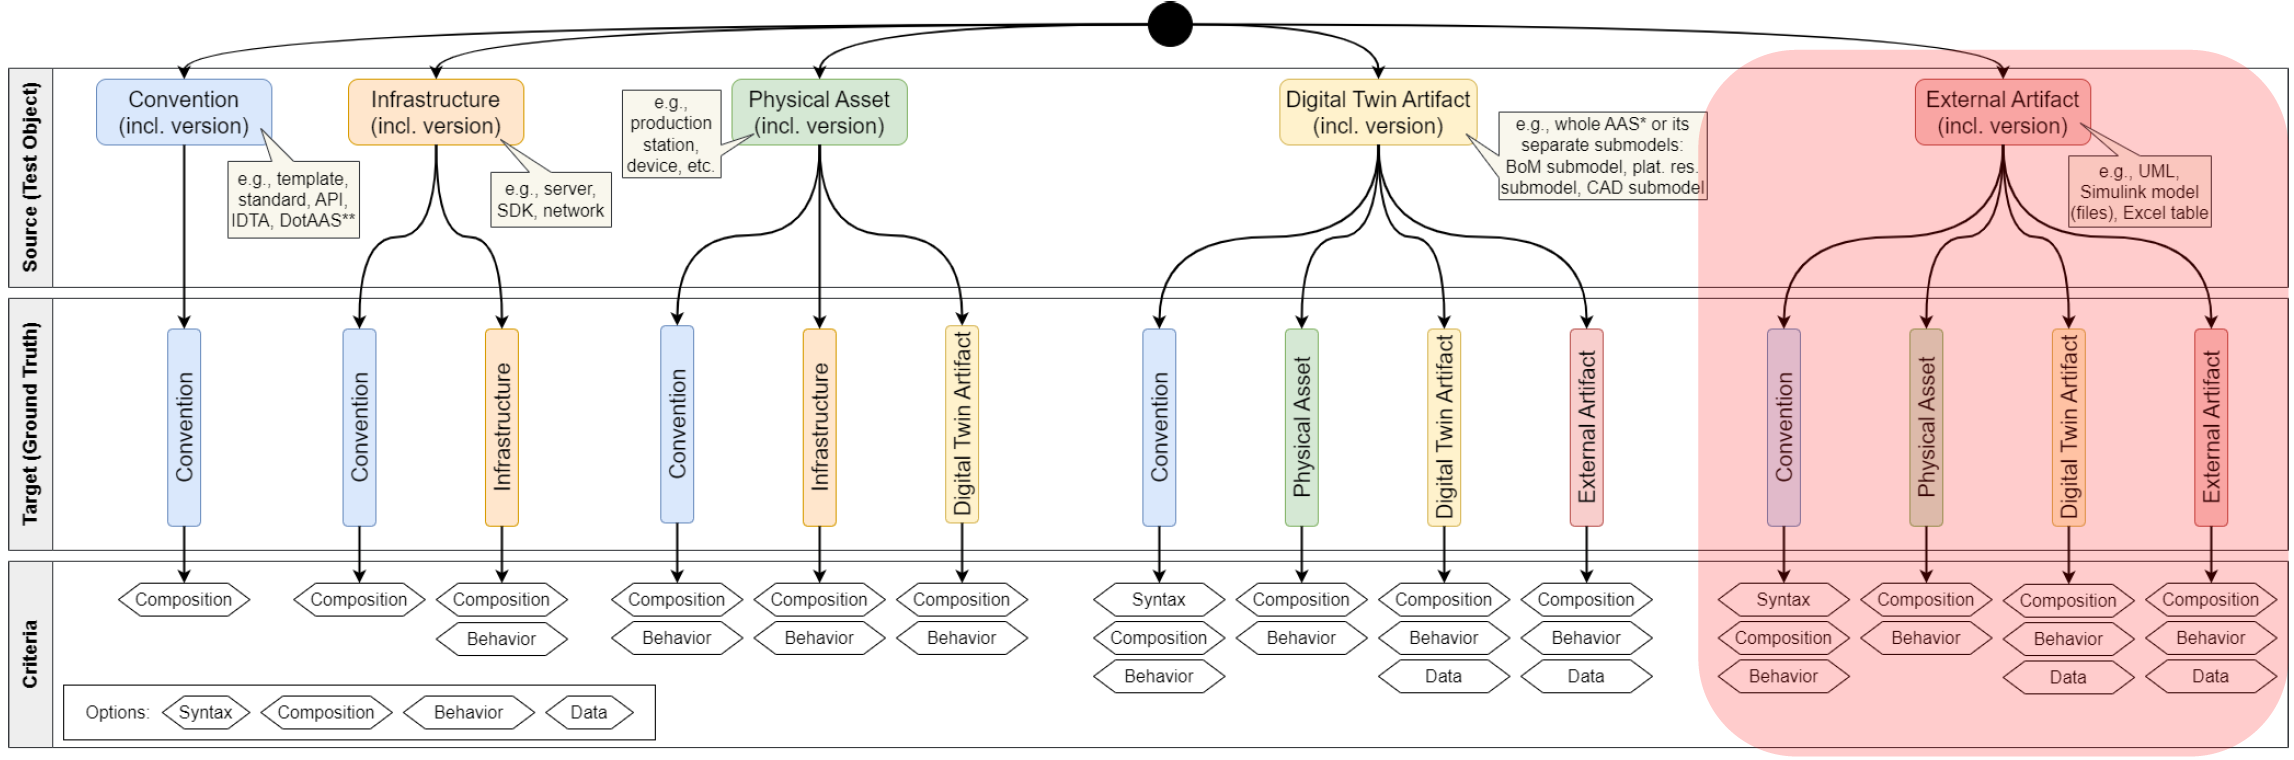 Source (Test Object)
Convention
(incl. version)
e.g., template,
standard, API,
IDTA, DotAAS**
Infrastructure
(incl. version)
e.g., server,
SDK, network
e.g.,
production
station,
device, etc.
Physical Asset
(incl. version)
Digital Twin Artifact
(incl. version)
e.g., whole AAS* or its
separate submodels:
BoM submodel, plat. res.
submodel, CAD submodel
External Artifact
(incl. version)
e.g., UML,
Simulink model
(files), Excel table
Target (Ground Truth)
Convention
Convention
Infrastructure
Convention
Infrastructure
Digital Twin Artifact
Convention
Physical Asset
Digital Twin Artifact
External Artifact
Convention
Physical Asset
Digital Twin Artifact
External Artifact
Criteria
Composition
Composition
Composition
Behavior
Composition
Behavior
Composition
Behavior
Composition
Behavior
Syntax
Composition
Behavior
Composition
Behavior
Composition
Behavior
Data
Composition
Behavior
Data
Syntax
Composition
Behavior
Composition
Behavior
Composition
Behavior
Data
Composition
Behavior
Data
Options: Syntax Composition Behavior Data